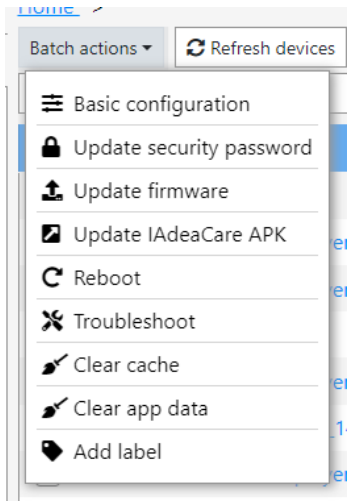 Home >
Batch actions
Refresh devices
Basic configuration
Update security password
Update firmware
Update IAdeaCare APK
Reboot
Troubleshoot
Clear cache
Clear app data
Add label